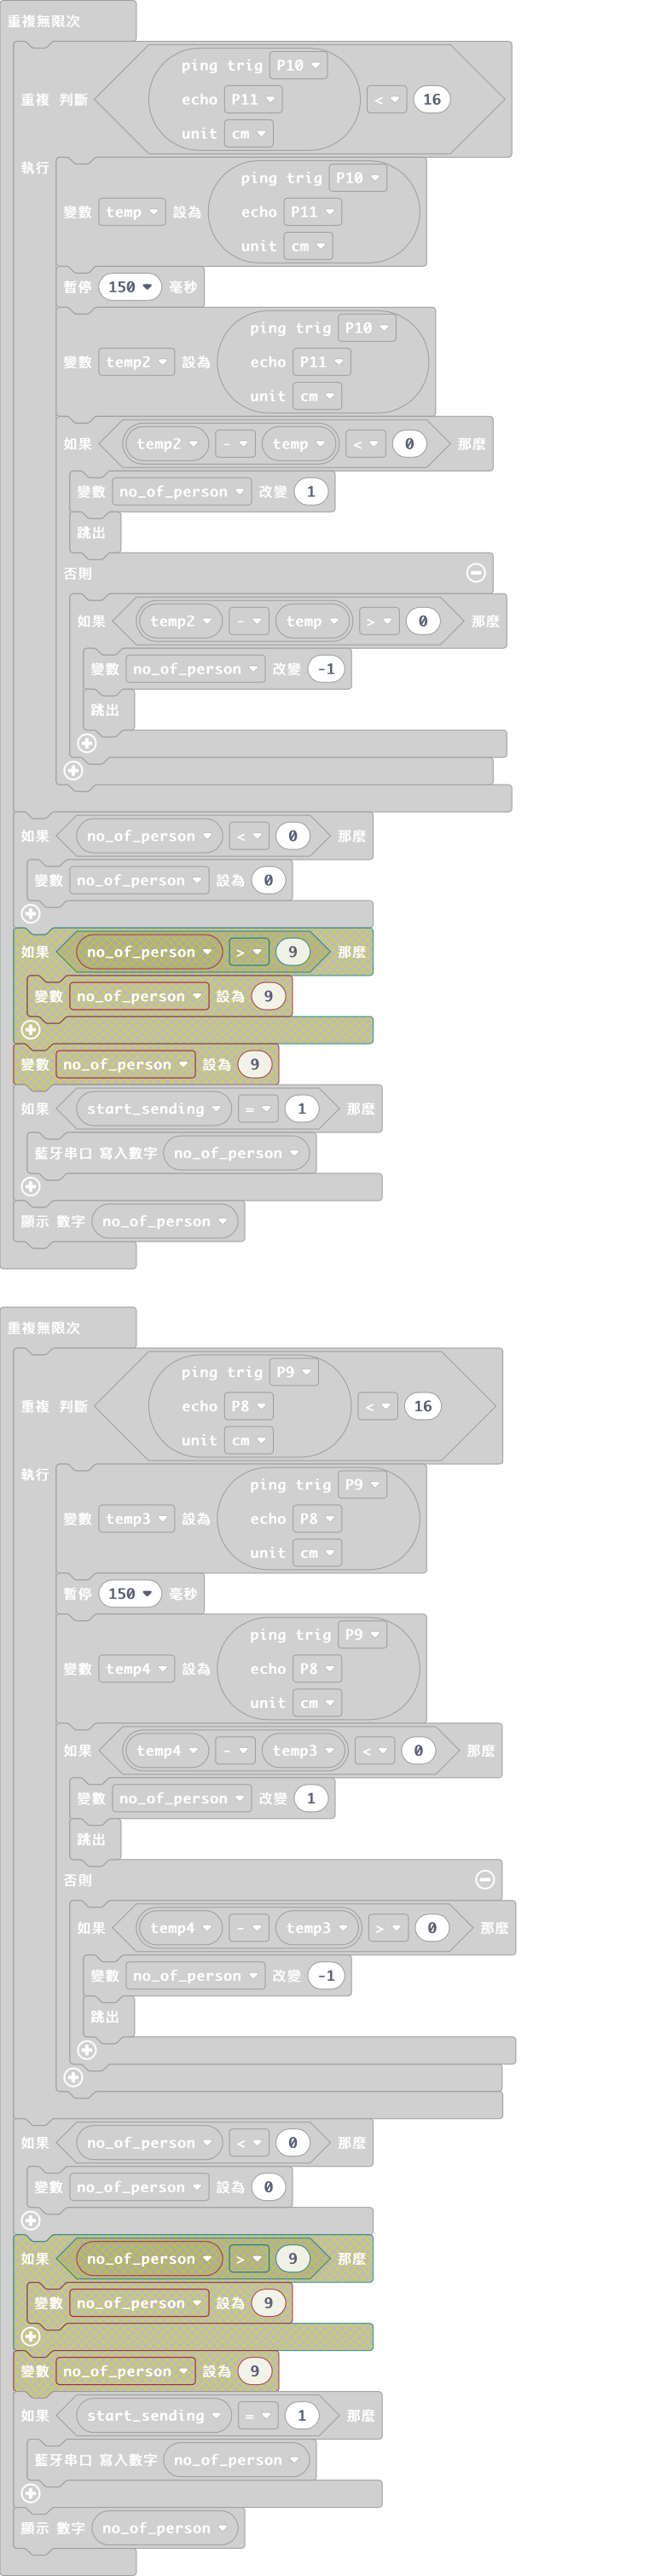 重複無限次
ping trig P10
重複 判斷 echo P11 < 16
unit cm
執行
ping trig P10
變數 temp 設為 echo P11
unit cm
暫停 150 毫秒
ping trig P10
變數 temp2 設為 echo P11
unit cm
如果 temp2 - temp < 0 那麼
變數 no_of_person 改變 1
跳出
否則
如果 temp2 - temp > 0 那麼
變數 no_of_person 改變 -1
跳出
如果 no_of_person < 0 那麼
變數 no_of_person 設為 0
如果 no_of_person > 9 那麼
變數 no_of_person 設為 9
變數 no_of_person 設為 9
如果 start_sending = 1 那麼
藍牙串口 寫入數字 no_of_person
顯示 數字 no_of_person
重複無限次
ping trig P9
重複 判斷 echo P8 < 16
unit cm
執行
ping trig P9
變數 temp3 設為 echo P8
unit cm
暫停 150 毫秒
ping trig P9
變數 temp4 設為 echo P8
unit cm
如果 temp4 - temp3 < 0 那麼
變數 no_of_person 改變 1
跳出
否則
如果 temp4 - temp3 > 0 那麼
變數 no_of_person 改變 -1
跳出
如果 no_of_person < 0 那麼
變數 no_of_person 設為 0
如果 no_of_person > 9 那麼
變數 no_of_person 設為 9
變數 no_of_person 設為 9
如果 start_sending = 1 那麼
藍牙串口 寫入數字 no_of_person
顯示 數字 no_of_person